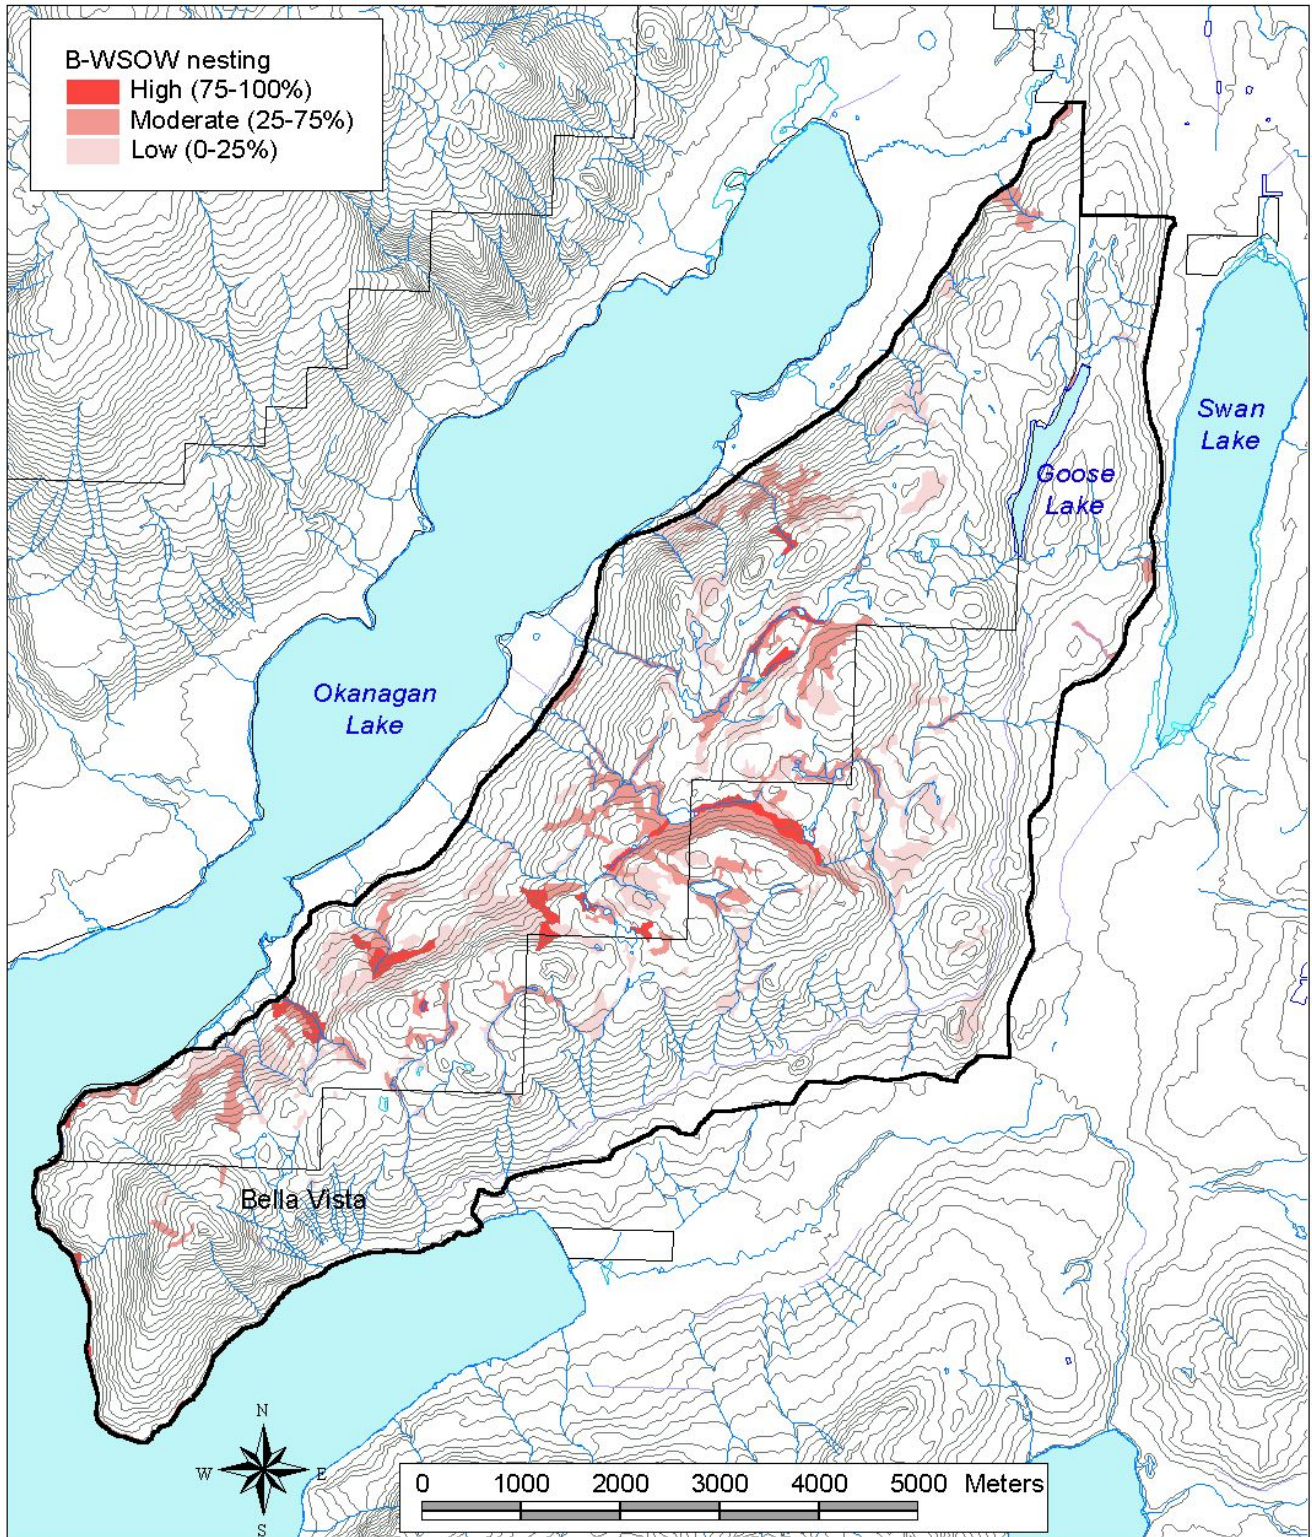 B-WSOW nesting
High (75-100%)
Moderate (25-75%)
Low (0-25%)
Swan
Lake
Goose
Lake
Okanagan
Lake
Bella Vista
N
W E
S
0 1000 2000 3000 4000 5000 Meters